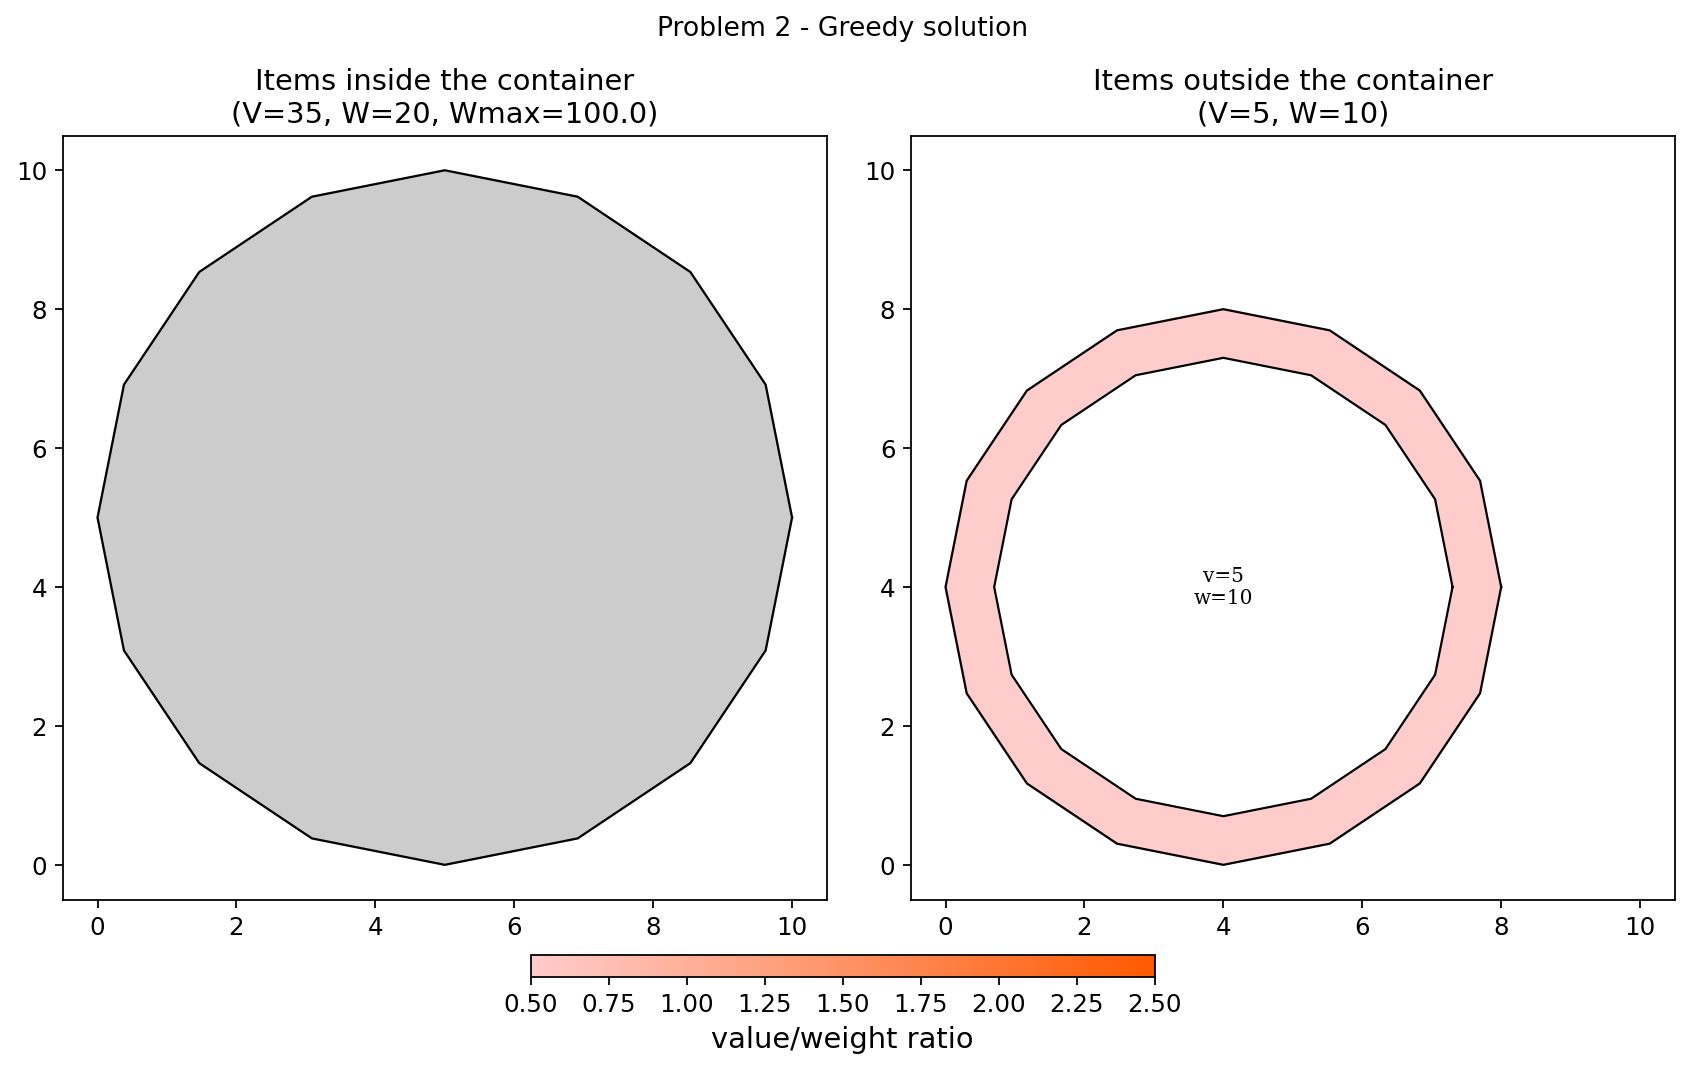 Problem 2 - Greedy solution
Items inside the container
(V=35, W=20, Wmax=100.0)
10
8
6
4
2
0
0 2 4 6 8 10
Items outside the container
(V=5, W=10)
10
8
6
4
2
0
v=5
w=10
0 2 4 6 8 10
0.50 0.75 1.00 1.25 1.50 1.75 2.00 2.25 2.50
value/weight ratio